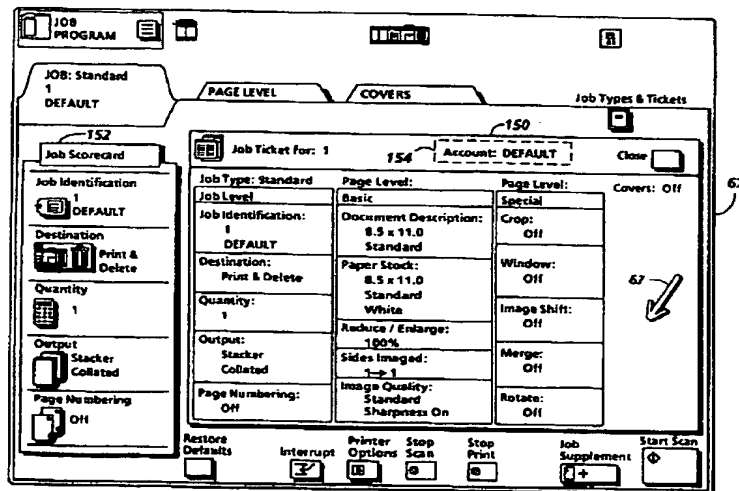 JOB
PROGRAM
JOB: Standard
1
DEFAULT
PAGE LEVEL
COVERS
Job Types & Tickets
152
150
Job Scorecard
Job Ticket for: 1
154
Account: DEFAULT
Close
Job Identification
1
DEFAULT
Destination
Print &
Delete
Quantity
1
Output
Stacker
Collated
Page Numbering
Off
Job Type: Standard
Job Level
Job Identification:
1
DEFAULT
Destination:
Print & Delete
Quantity:
1
Output:
Stacker
Collated
Page Numbering:
Off
Page Level:
Basic
Document Description:
8.5 x 11.0
Standard
Paper Stock:
8.5 x 11.0
Standard
White
Reduce / Enlarge:
100%
Sides Imaged:
1→1
Image Quality:
Standard
Sharpness On
Page Level:
Special
Crop:
Off
Window:
Off
Image Shift:
Off
Merge:
Off
Rotate:
Off
Covers: Off
62
Restore
Defaults
Interrupt
Printer
Options
Stop
Scan
Stop
Print
Job
Supplement
Start Scan